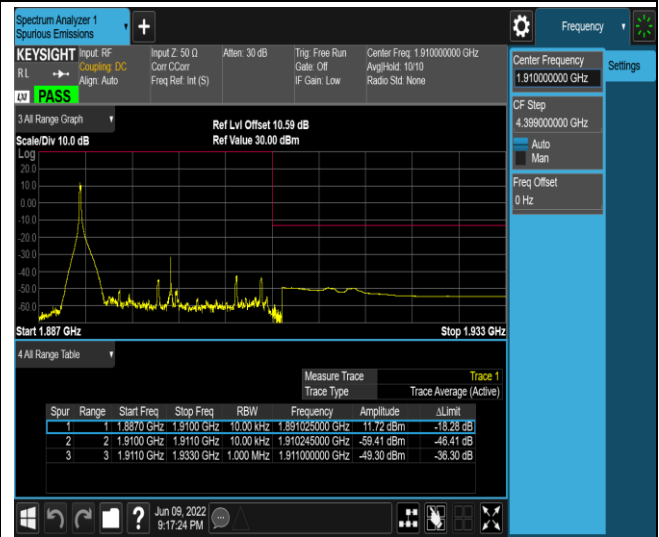 Spectrum Analyzer 1
Spurious Emissions
Frequency
KEYSIGHT
R L
LXI
PASS
Input: RF
Coupling: DC
Align: Auto
Input Z: 50 Ω
Corr CCorr
Freq Ref: Int (S)
Atten: 30 dB
Trig: Free Run
Gate: Off
IF Gain: Low
Center Freq: 1.910000000 GHz
Avg|Hold: 10/10
Radio Std: None
Center Frequency
1.910000000 GHz
Settings
CF Step
4.399000000 GHz
Auto
Man
Freq Offset
0 Hz
3 All Range Graph
Scale/Div 10.0 dB
Ref Lvl Offset 10.59 dB
Ref Value 30.00 dBm
Log
20.0
10.0
0.00
-10.0
-20.0
-30.0
-40.0
-50.0
-60.0
Start 1.887 GHz
Stop 1.933 GHz
4 All Range Table
Measure Trace Trace 1
Trace Type Trace Average (Active)
Spur Range Start Freq Stop Freq RBW Frequency Amplitude ΔLimit
1 1 1.8870 GHz 1.9100 GHz 10.00 kHz 1.891025000 GHz 11.72 dBm -18.28 dB
2 2 1.9100 GHz 1.9110 GHz 10.00 kHz 1.910245000 GHz -59.41 dBm -46.41 dB
3 3 1.9110 GHz 1.9330 GHz 1.000 MHz 1.911000000 GHz -49.30 dBm -36.30 dB
Jun 09, 2022
9:17:24 PM